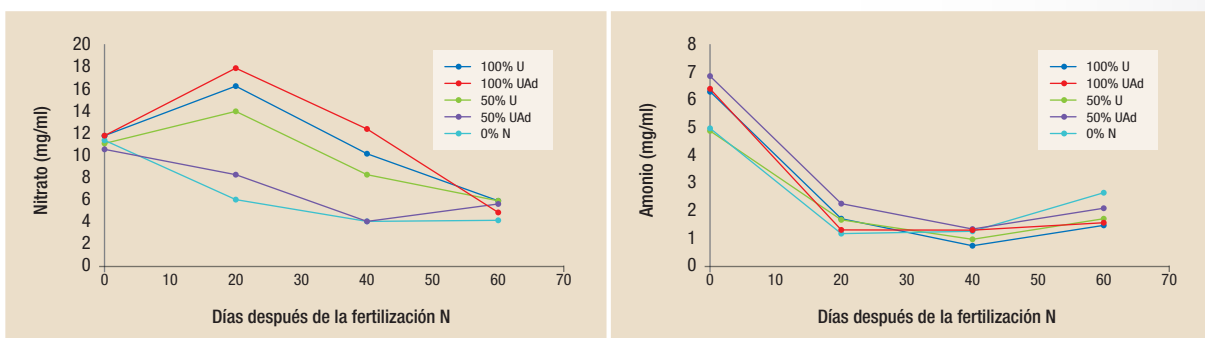 Nitrato (mg/ml)
20
18
16
14
12
10
8
6
4
2
0
0 10 20 30 40 50 60 70
Días después de la fertilización N
100% U
100% UAd
50% U
50% UAd
0% N
Amonio (mg/ml)
8
7
6
5
4
3
2
1
0
0 10 20 30 40 50 60 70
Días después de la fertilización N
100% U
100% UAd
50% U
50% UAd
0% N